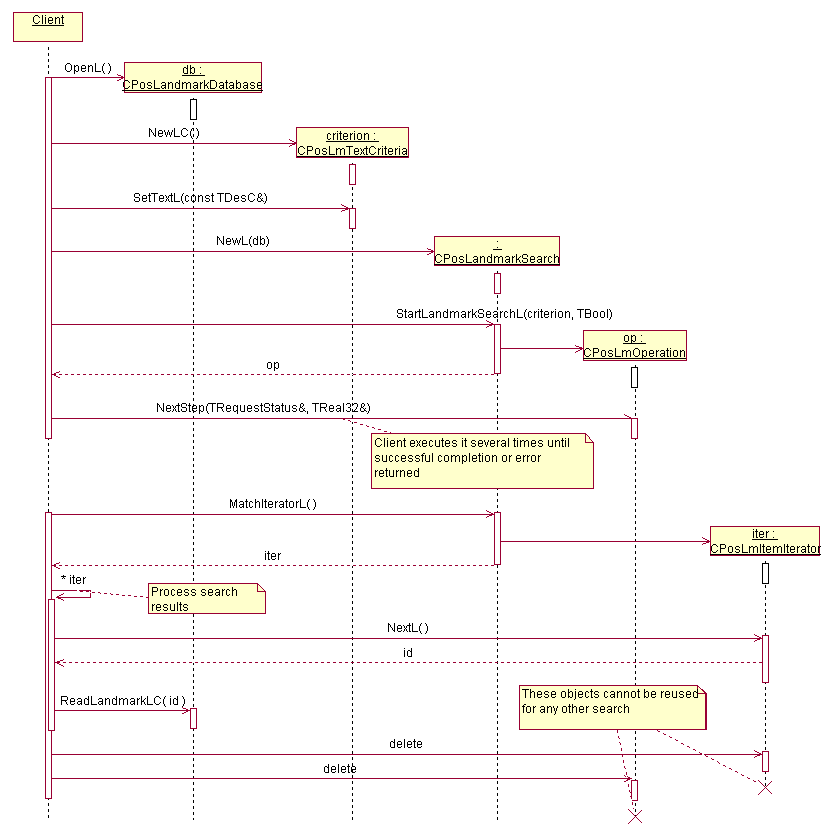 Client
OpenL( )
db :
CPosLandmarkDatabase
NewLC( )
criterion :
CPosLmTextCriteria
SetTextL(const TDesC&)
NewL(db)
:
CPosLandmarkSearch
StartLandmarkSearchL(criterion, TBool)
op :
CPosLmOperation
op
NextStep(TRequestStatus&, TReal32&)
Client executes it several times until
successful completion or error
returned
MatchIteratorL( )
iter :
CPosLmItemIterator
iter
* iter
Process search
results
NextL( )
id
ReadLandmarkLC( id )
These objects cannot be reused
for any other search
delete
delete